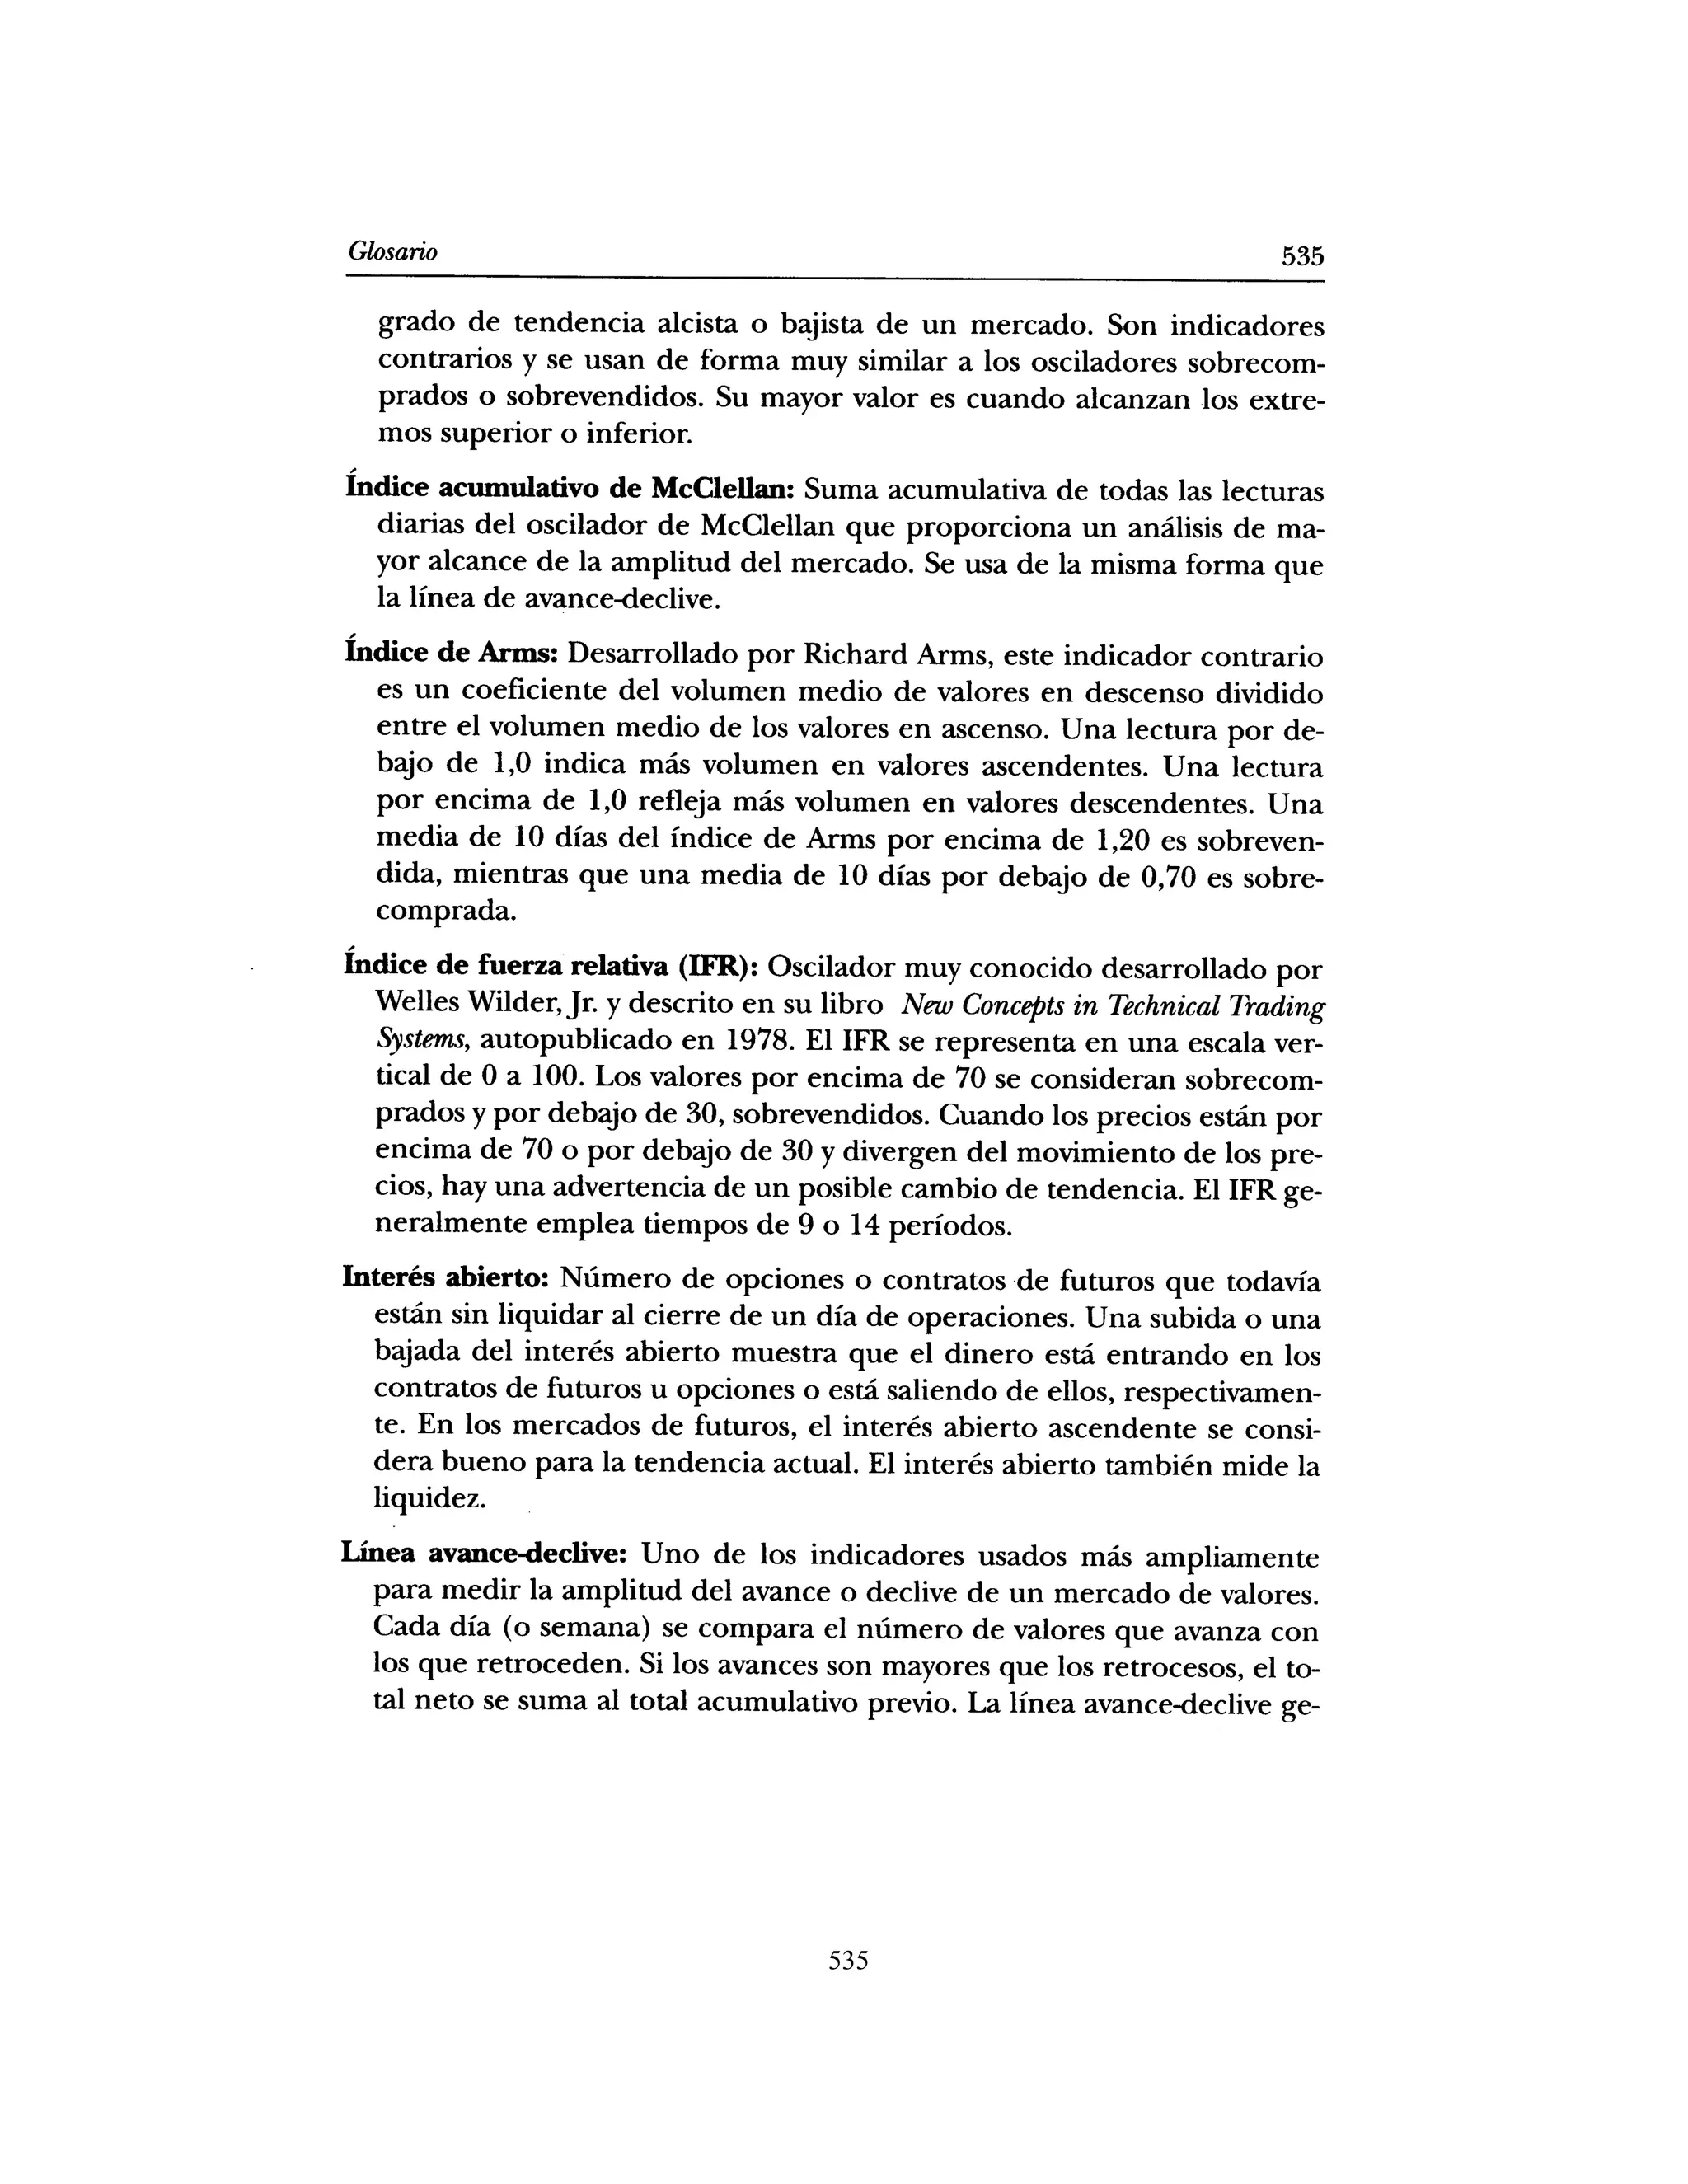 Glosario 535
grado de tendencia alcista o bajista de un mercado. Son indicadores
contrarios y se usan de forma muy similar a los osciladores sobrecom-
prados o sobrevendidos. Su mayor valor es cuando alcanzan los extre-
mos superior o inferior.
Índice acumulativo de McClellan: Suma acumulativa de todas las lecturas
diarias del oscilador de McClellan que proporciona un análisis de ma-
yor alcance de la amplitud del mercado. Se usa de la misma forma que
la línea de avance-declive.
Índice de Arms: Desarrollado por Richard Arms, este indicador contrario
es un coeficiente del volumen medio de valores en descenso dividido
entre el volumen medio de los valores en ascenso. Una lectura por de-
bajo de 1,0 indica más volumen en valores ascendentes. Una lectura
por encima de 1,0 refleja más volumen en valores descendentes. Una
media de 10 días del índice de Arms por encima de 1,20 es sobreven-
dida, mientras que una media de 10 días por debajo de 0,70 es sobre-
comprada.
Índice de fuerza relativa (IFR): Oscilador muy conocido desarrollado por
Welles Wilder, Jr. y descrito en su libro New Concepts in Technical Trading
Systems, autopublicado en 1978. El IFR se representa en una escala ver-
tical de 0 a 100. Los valores por encima de 70 se consideran sobrecom-
prados y por debajo de 30, sobrevendidos. Cuando los precios están por
encima de 70 o por debajo de 30 y divergen del movimiento de los pre-
cios, hay una advertencia de un posible cambio de tendencia. El IFR ge-
neralmente emplea tiempos de 9 o 14 períodos.
Interés abierto: Número de opciones o contratos de futuros que todavía
están sin liquidar al cierre de un día de operaciones. Una subida o una
bajada del interés abierto muestra que el dinero está entrando en los
contratos de futuros u opciones o está saliendo de ellos, respectivamen-
te. En los mercados de futuros, el interés abierto ascendente se consi-
dera bueno para la tendencia actual. El interés abierto también mide la
liquidez.
Línea avance-declive: Uno de los indicadores usados más ampliamente
para medir la amplitud del avance o declive de un mercado de valores.
Cada día (o semana) se compara el número de valores que avanza con
los que retroceden. Si los avances son mayores que los retrocesos, el to-
tal neto se suma al total acumulativo previo. La línea avance-declive ge-
535